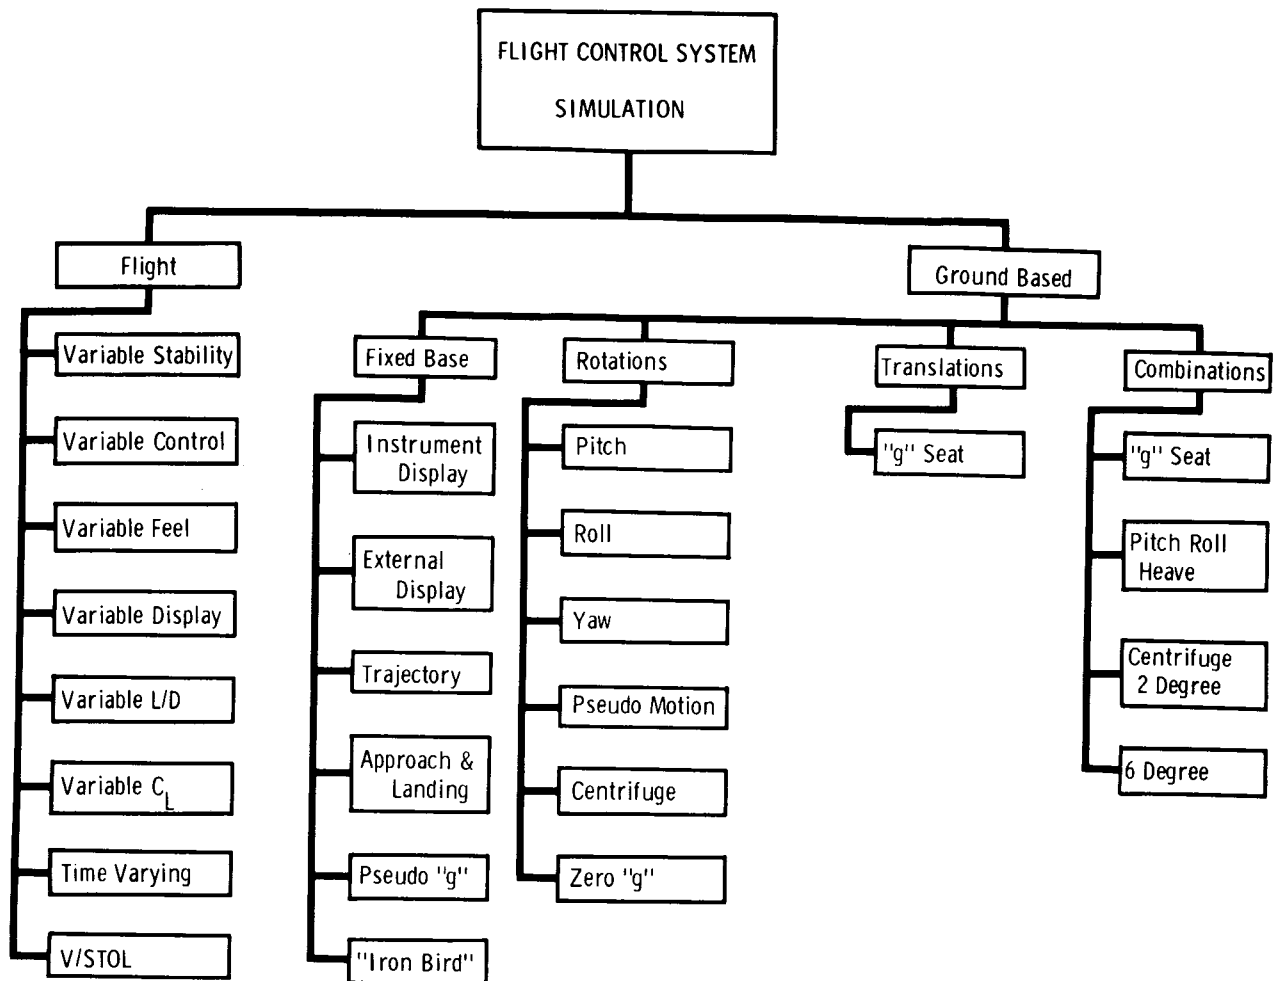 FLIGHT CONTROL SYSTEM
SIMULATION
Flight
Variable Stability
Variable Control
Variable Feel
Variable Display
Variable L/D
Variable CL
Time Varying
V/STOL
Ground Based
Fixed Base
Instrument
Display
External
Display
Trajectory
Approach &
Landing
Pseudo "g"
"Iron Bird"
Rotations
Pitch
Roll
Yaw
Pseudo Motion
Centrifuge
Zero "g"
Translations
"g" Seat
Combinations
"g" Seat
Pitch Roll
Heave
Centrifuge
2 Degree
6 Degree